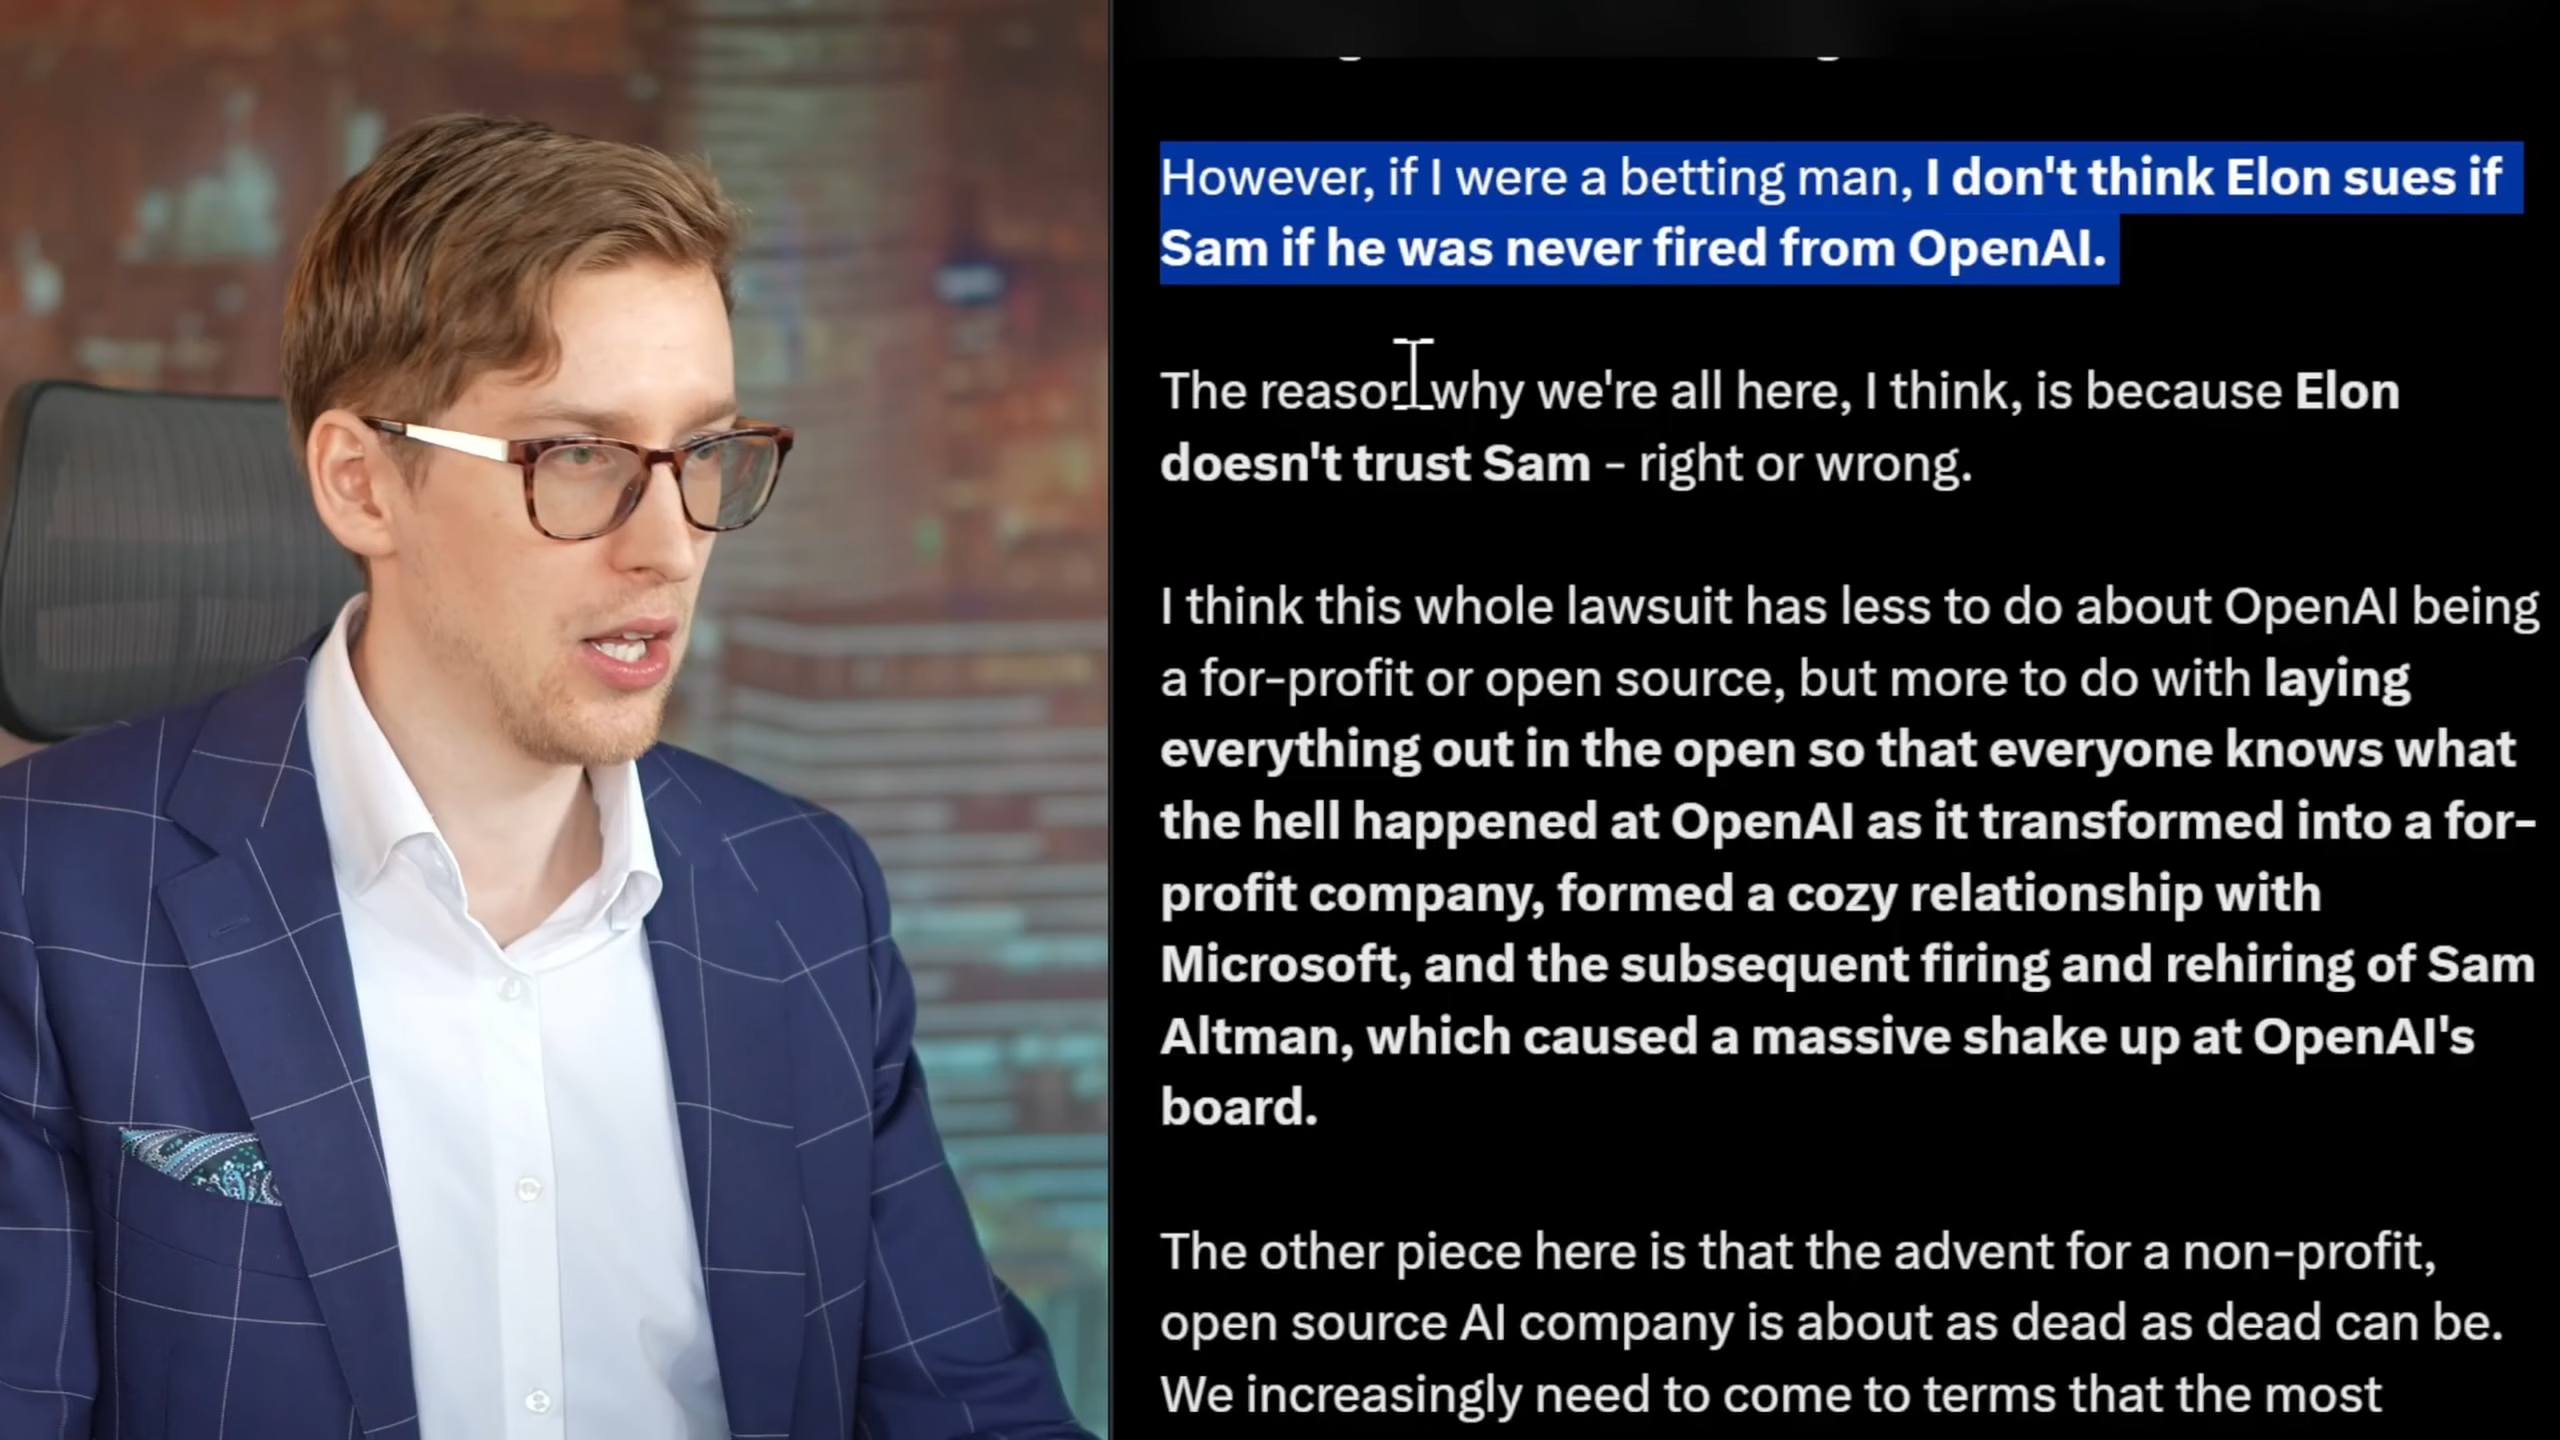 However, if I were a betting man, I don't think Elon sues if
Sam if he was never fired from OpenAI.
The reason why we're all here, I think, is because Elon
doesn't trust Sam – right or wrong.
I think this whole lawsuit has less to do about OpenAI being
a for-profit or open source, but more to do with laying
everything out in the open so that everyone knows what
the hell happened at OpenAI as it transformed into a for-
profit company, formed a cozy relationship with
Microsoft, and the subsequent firing and rehiring of Sam
Altman, which caused a massive shake up at OpenAI's
board.
The other piece here is that the advent for a non-profit,
open source AI company is about as dead as dead can be.
We increasingly need to come to terms that the most